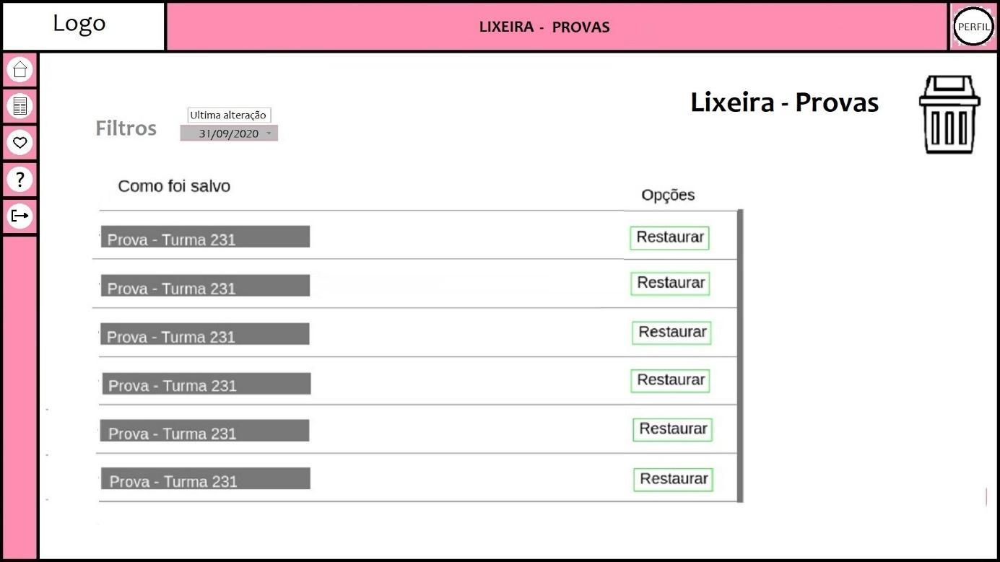 Logo
LIXEIRA - PROVAS
PERFIL
Lixeira - Provas
Ultima alteração
Filtros
31/09/2020
?
Como foi salvo
Opções
Prova - Turma 231
Restaurar
Prova - Turma 231
Restaurar
Prova - Turma 231
Restaurar
Prova - Turma 231
Restaurar
Prova - Turma 231
Restaurar
Prova - Turma 231
Restaurar